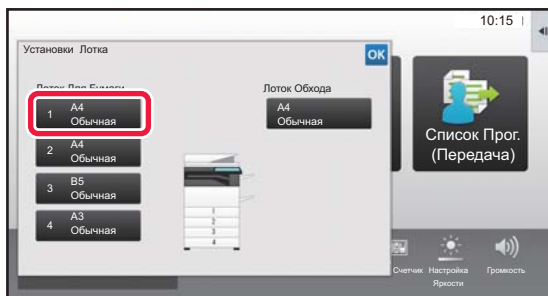 10:15
Установки Лотка
OK
Лоток Для Бумаги
Лоток Обхода
1 A4
Обычная
A4
Обычная
2 A4
Обычная
3 B5
Обычная
4 A3
Обычная
1
2
3
4
Список Прог.
(Передача)
Счетчик
Настройка
Яркости
Громкость